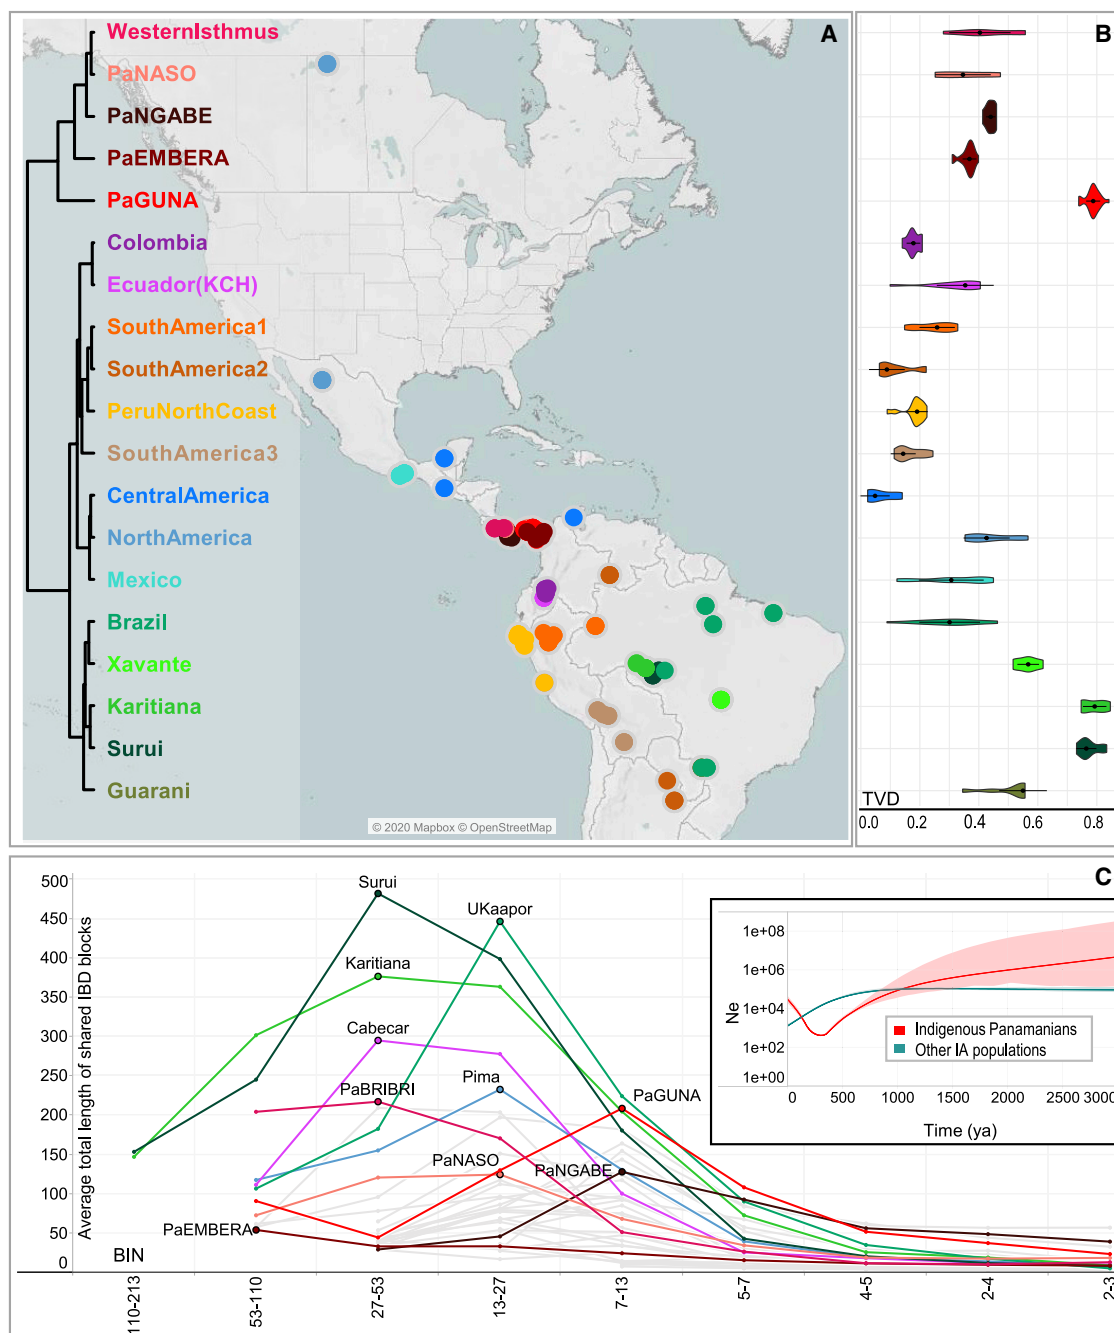 A
WesternIsthmus
PaNASO
PaNGABE
PaEMBERA
PaGUNA
Colombia
Ecuador(KCH)
SouthAmerica1
SouthAmerica2
PeruNorthCoast
SouthAmerica3
CentralAmerica
NorthAmerica
Mexico
Brazil
Xavante
Karitiana
Surui
Guarani
© 2020 Mapbox © OpenStreetMap
B
TVD
0.0 0.2 0.4 0.6 0.8
C
Average total length of shared IBD blocks
500
450
400
350
300
250
200
150
100
50
0
Surui
UKaapor
Karitiana
Cabecar
Pima
PaBRIBRI
PaGUNA
PaNASO
PaNGABE
PaEMBERA
BIN
110-213
53-110
27-53
13-27
7-13
5-7
4-5
2-4
2-3
Ne
1e+08
1e+06
1e+04
1e+02
1e+00
Indigenous Panamanians
Other IA populations
0 500 1000 1500 2000 2500 3000
Time (ya)